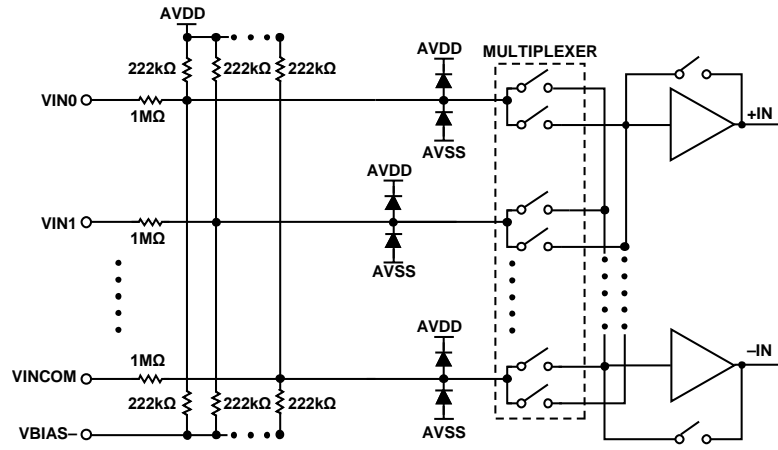 AVDD
222kΩ 222kΩ 222kΩ
AVDD
MULTIPLEXER
VIN0
1MΩ
+IN
AVSS
AVDD
VIN1
1MΩ
AVSS
AVDD
1MΩ
–IN
VINCOM
222kΩ 222kΩ 222kΩ
AVSS
VBIAS–